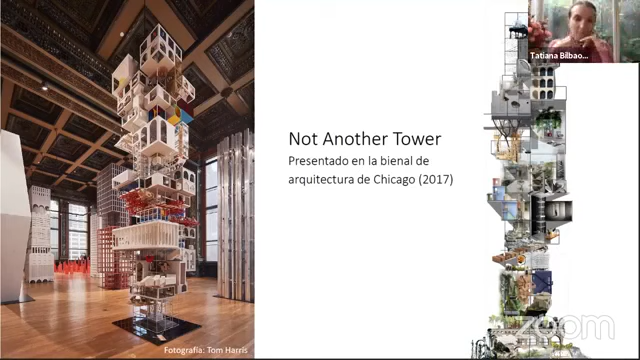 Tatiana Bilbao...
Not Another Tower
Presentado en la bienal de
arquitectura de Chicago (2017)
Fotografía: Tom Harris
zoom